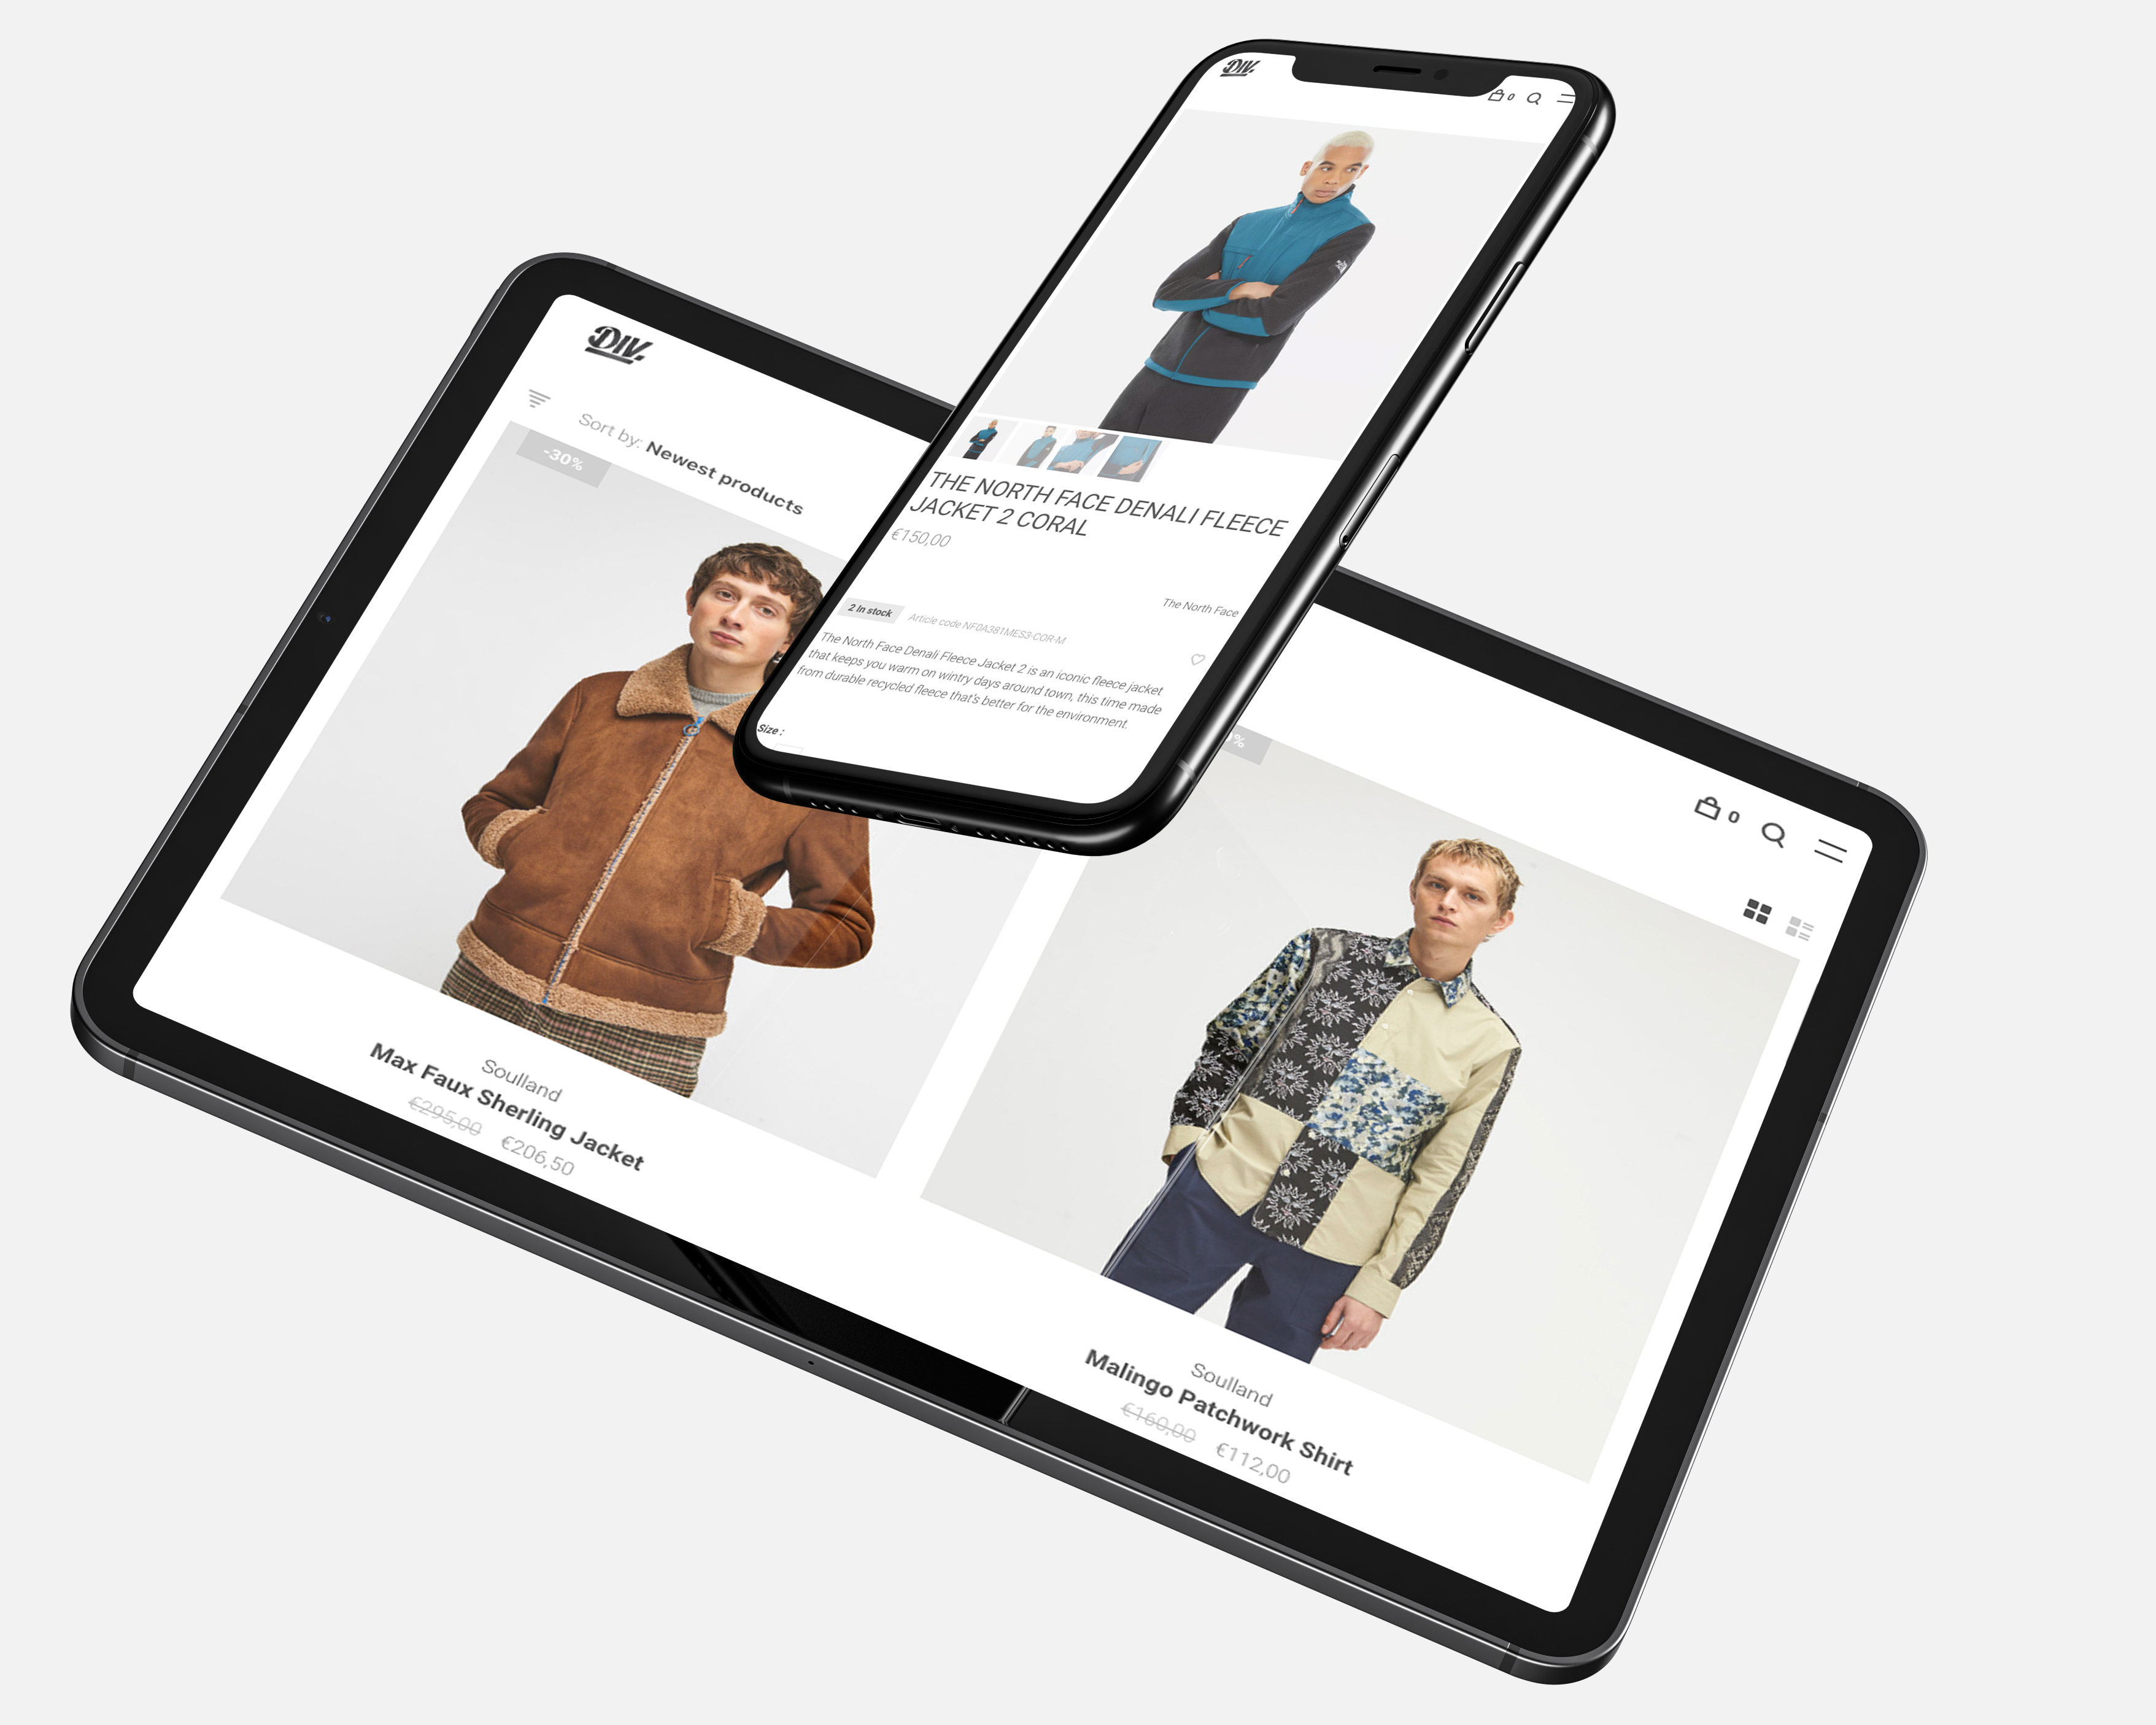 DIV.
0
THE NORTH FACE DENALI FLEECE
JACKET 2 CORAL
€150,00
The North Face
2 In stock
Article code NF0A381MES3-COR-M
The North Face Denali Fleece Jacket 2 is an iconic fleece jacket
that keeps you warm on wintry days around town, this time made
from durable recycled fleece that's better for the environment.
Size :
DIV.
0
Sort by: Newest products
-30%
Soulland
Max Faux Sherling Jacket
€295,00 €206,50
%
Soulland
Malingo Patchwork Shirt
€160,00 €112,00